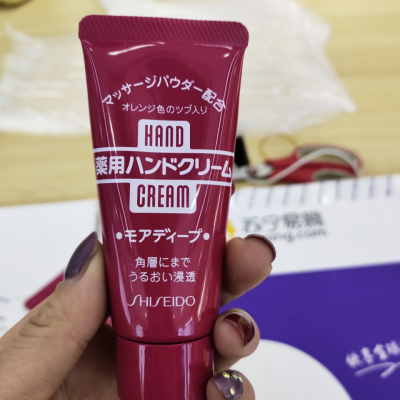 マッサージパウダー配合
オレンジ色のツブ入り
HAND
薬用ハンドクリーム
CREAM
・モアディープ・
角層にまで
うるおい浸透
SHISEIDO
苏宁易购